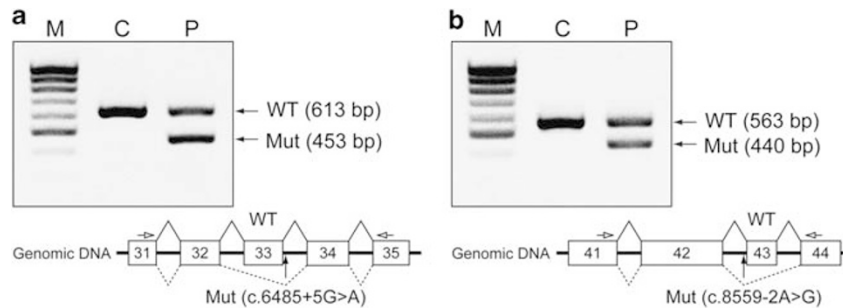 a
M C P
WT (613 bp)
Mut (453 bp)
WT
Genomic DNA 31 32 33 34 35
Mut (c.6485+5G>A)
b
M C P
WT (563 bp)
Mut (440 bp)
WT
Genomic DNA 41 42 43 44
Mut (c.8559-2A>G)